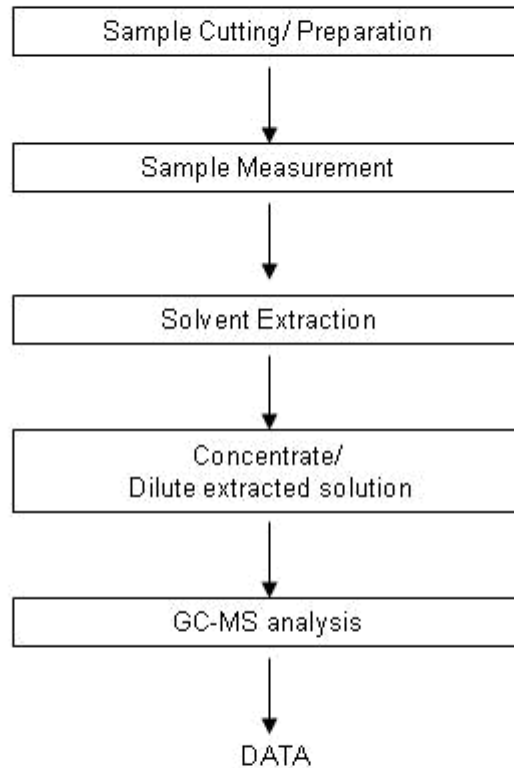 Sample Cutting/ Preparation
Sample Measurement
Solvent Extraction
Concentrate/
Dilute extracted solution
GC-MS analysis
DATA